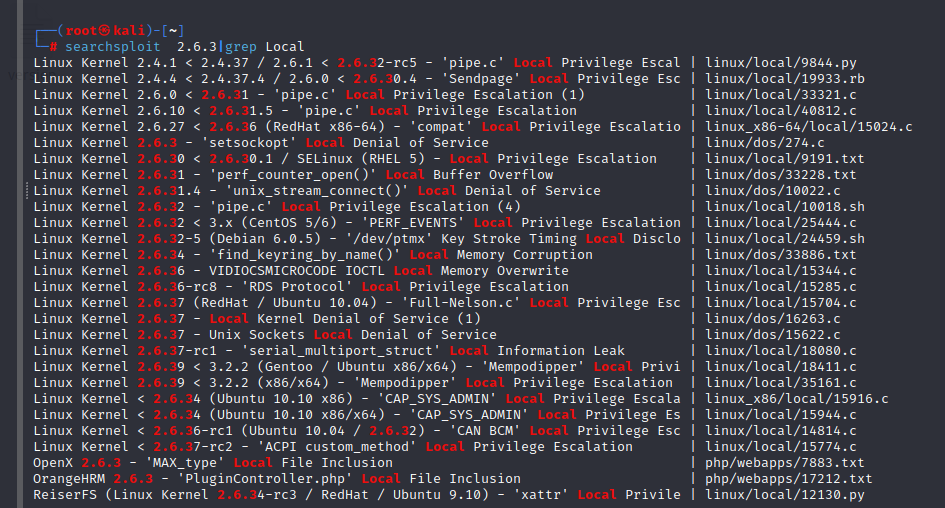 ┌──(root㉿kali)-[~]
└─# searchsploit  2.6.3|grep Local
Linux Kernel 2.4.1 < 2.4.37 / 2.6.1 < 2.6.32-rc5 - 'pipe.c' Local Privilege Escal | linux/local/9844.py
Linux Kernel 2.4.4 < 2.4.37.4 / 2.6.0 < 2.6.30.4 - 'Sendpage' Local Privilege Esc | linux/local/19933.rb
Linux Kernel 2.6.0 < 2.6.31 - 'pipe.c' Local Privilege Escalation (1) | linux/local/33321.c
Linux Kernel 2.6.10 < 2.6.31.5 - 'pipe.c' Local Privilege Escalation | linux/local/40812.c
Linux Kernel 2.6.27 < 2.6.36 (RedHat x86-64) - 'compat' Local Privilege Escalatio | linux_x86-64/local/15024.c
Linux Kernel 2.6.3 - 'setsockopt' Local Denial of Service | linux/dos/274.c
Linux Kernel 2.6.30 < 2.6.30.1 / SELinux (RHEL 5) - Local Privilege Escalation | linux/local/9191.txt
Linux Kernel 2.6.31 - 'perf_counter_open()' Local Buffer Overflow | linux/dos/33228.txt
Linux Kernel 2.6.31.4 - 'unix_stream_connect()' Local Denial of Service | linux/dos/10022.c
Linux Kernel 2.6.32 - 'pipe.c' Local Privilege Escalation (4) | linux/local/10018.sh
Linux Kernel 2.6.32 < 3.x (CentOS 5/6) - 'PERF_EVENTS' Local Privilege Escalation | linux/local/25444.c
Linux Kernel 2.6.32-5 (Debian 6.0.5) - '/dev/ptmx' Key Stroke Timing Local Disclo | linux/local/24459.sh
Linux Kernel 2.6.34 - 'find_keyring_by_name()' Local Memory Corruption | linux/dos/33886.txt
Linux Kernel 2.6.36 - VIDIOCSMICROCODE IOCTL Local Memory Overwrite | linux/local/15344.c
Linux Kernel 2.6.36-rc8 - 'RDS Protocol' Local Privilege Escalation | linux/local/15285.c
Linux Kernel 2.6.37 (RedHat / Ubuntu 10.04) - 'Full-Nelson.c' Local Privilege Esc | linux/local/15704.c
Linux Kernel 2.6.37 - Local Kernel Denial of Service (1) | linux/dos/16263.c
Linux Kernel 2.6.37 - Unix Sockets Local Denial of Service | linux/dos/15622.c
Linux Kernel 2.6.37-rc1 - 'serial_multiport_struct' Local Information Leak | linux/local/18080.c
Linux Kernel 2.6.39 < 3.2.2 (Gentoo / Ubuntu x86/x64) - 'Mempodipper' Local Privi | linux/local/18411.c
Linux Kernel 2.6.39 < 3.2.2 (x86/x64) - 'Mempodipper' Local Privilege Escalation | linux/local/35161.c
Linux Kernel < 2.6.34 (Ubuntu 10.10 x86) - 'CAP_SYS_ADMIN' Local Privilege Escala | linux_x86/local/15916.c
Linux Kernel < 2.6.34 (Ubuntu 10.10 x86/x64) - 'CAP_SYS_ADMIN' Local Privilege Es | linux/local/15944.c
Linux Kernel < 2.6.36-rc1 (Ubuntu 10.04 / 2.6.32) - 'CAN BCM' Local Privilege Esc | linux/local/14814.c
Linux Kernel < 2.6.37-rc2 - 'ACPI custom_method' Local Privilege Escalation | linux/local/15774.c
OpenX 2.6.3 - 'MAX_type' Local File Inclusion | php/webapps/7883.txt
OrangeHRM 2.6.3 - 'PluginController.php' Local File Inclusion | php/webapps/17212.txt
ReiserFS (Linux Kernel 2.6.34-rc3 / RedHat / Ubuntu 9.10) - 'xattr' Local Privile | linux/local/12130.py